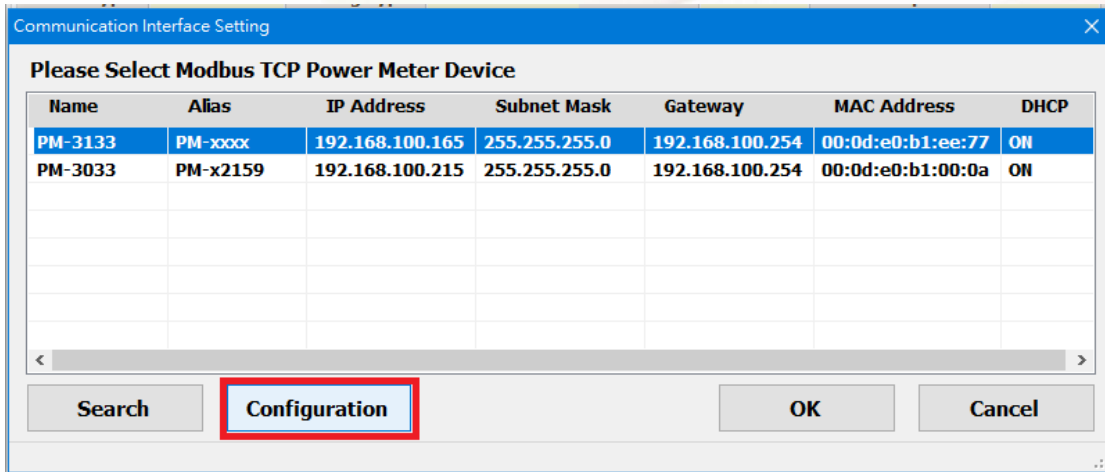 Communication Interface Setting
Please Select Modbus TCP Power Meter Device
Name Alias IP Address Subnet Mask Gateway MAC Address DHCP
PM-3133 PM-xxxx 192.168.100.165 255.255.255.0 192.168.100.254 00:0d:e0:b1:ee:77 ON
PM-3033 PM-x2159 192.168.100.215 255.255.255.0 192.168.100.254 00:0d:e0:b1:00:0a ON
Search Configuration OK Cancel